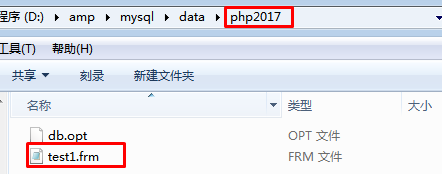 程序 (D:) ▸ amp ▸ mysql ▸ data ▸ php2017 ▸
工具(T) 帮助(H)
共享 ▼ 刻录 新建文件夹
名称 类型 大小
db.opt OPT 文件
test1.frm FRM 文件